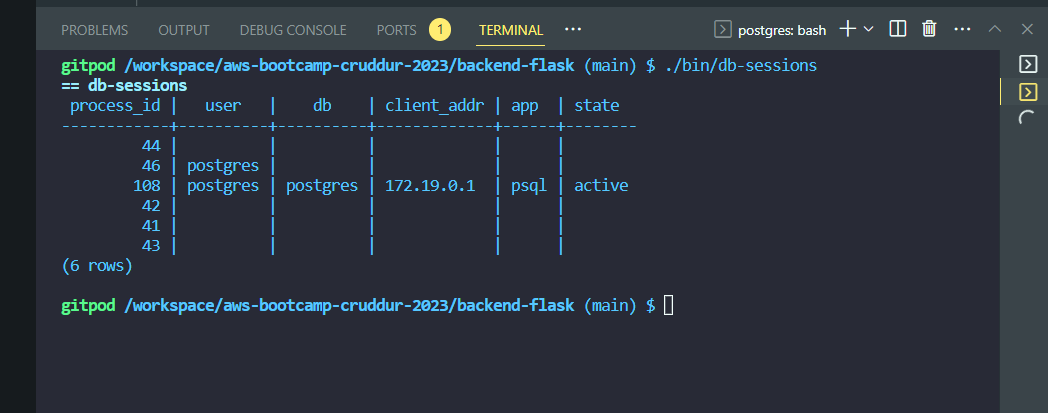 PROBLEMS OUTPUT DEBUG CONSOLE PORTS 1 TERMINAL ··· postgres: bash
gitpod /workspace/aws-bootcamp-cruddur-2023/backend-flask (main) $ ./bin/db-sessions
== db-sessions
 process_id |   user   |    db    | client_addr | app  | state
------------+----------+----------+-------------+------+--------
         44 |          |          |             |      |
         46 | postgres |          |             |      |
        108 | postgres | postgres | 172.19.0.1  | psql | active
         42 |          |          |             |      |
         41 |          |          |             |      |
         43 |          |          |             |      |
(6 rows)
gitpod /workspace/aws-bootcamp-cruddur-2023/backend-flask (main) $